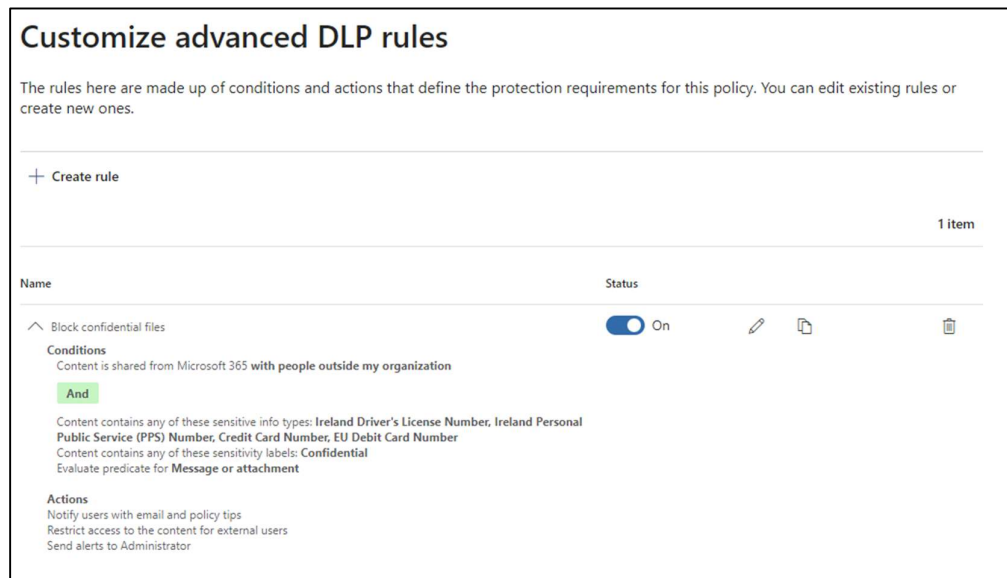 Customize advanced DLP rules
The rules here are made up of conditions and actions that define the protection requirements for this policy. You can edit existing rules or
create new ones.
Create rule
1 item
Name Status
Block confidential files On
Conditions
Content is shared from Microsoft 365 with people outside my organization
And
Content contains any of these sensitive info types: Ireland Driver's License Number, Ireland Personal
Public Service (PPS) Number, Credit Card Number, EU Debit Card Number
Content contains any of these sensitivity labels: Confidential
Evaluate predicate for Message or attachment
Actions
Notify users with email and policy tips
Restrict access to the content for external users
Send alerts to Administrator